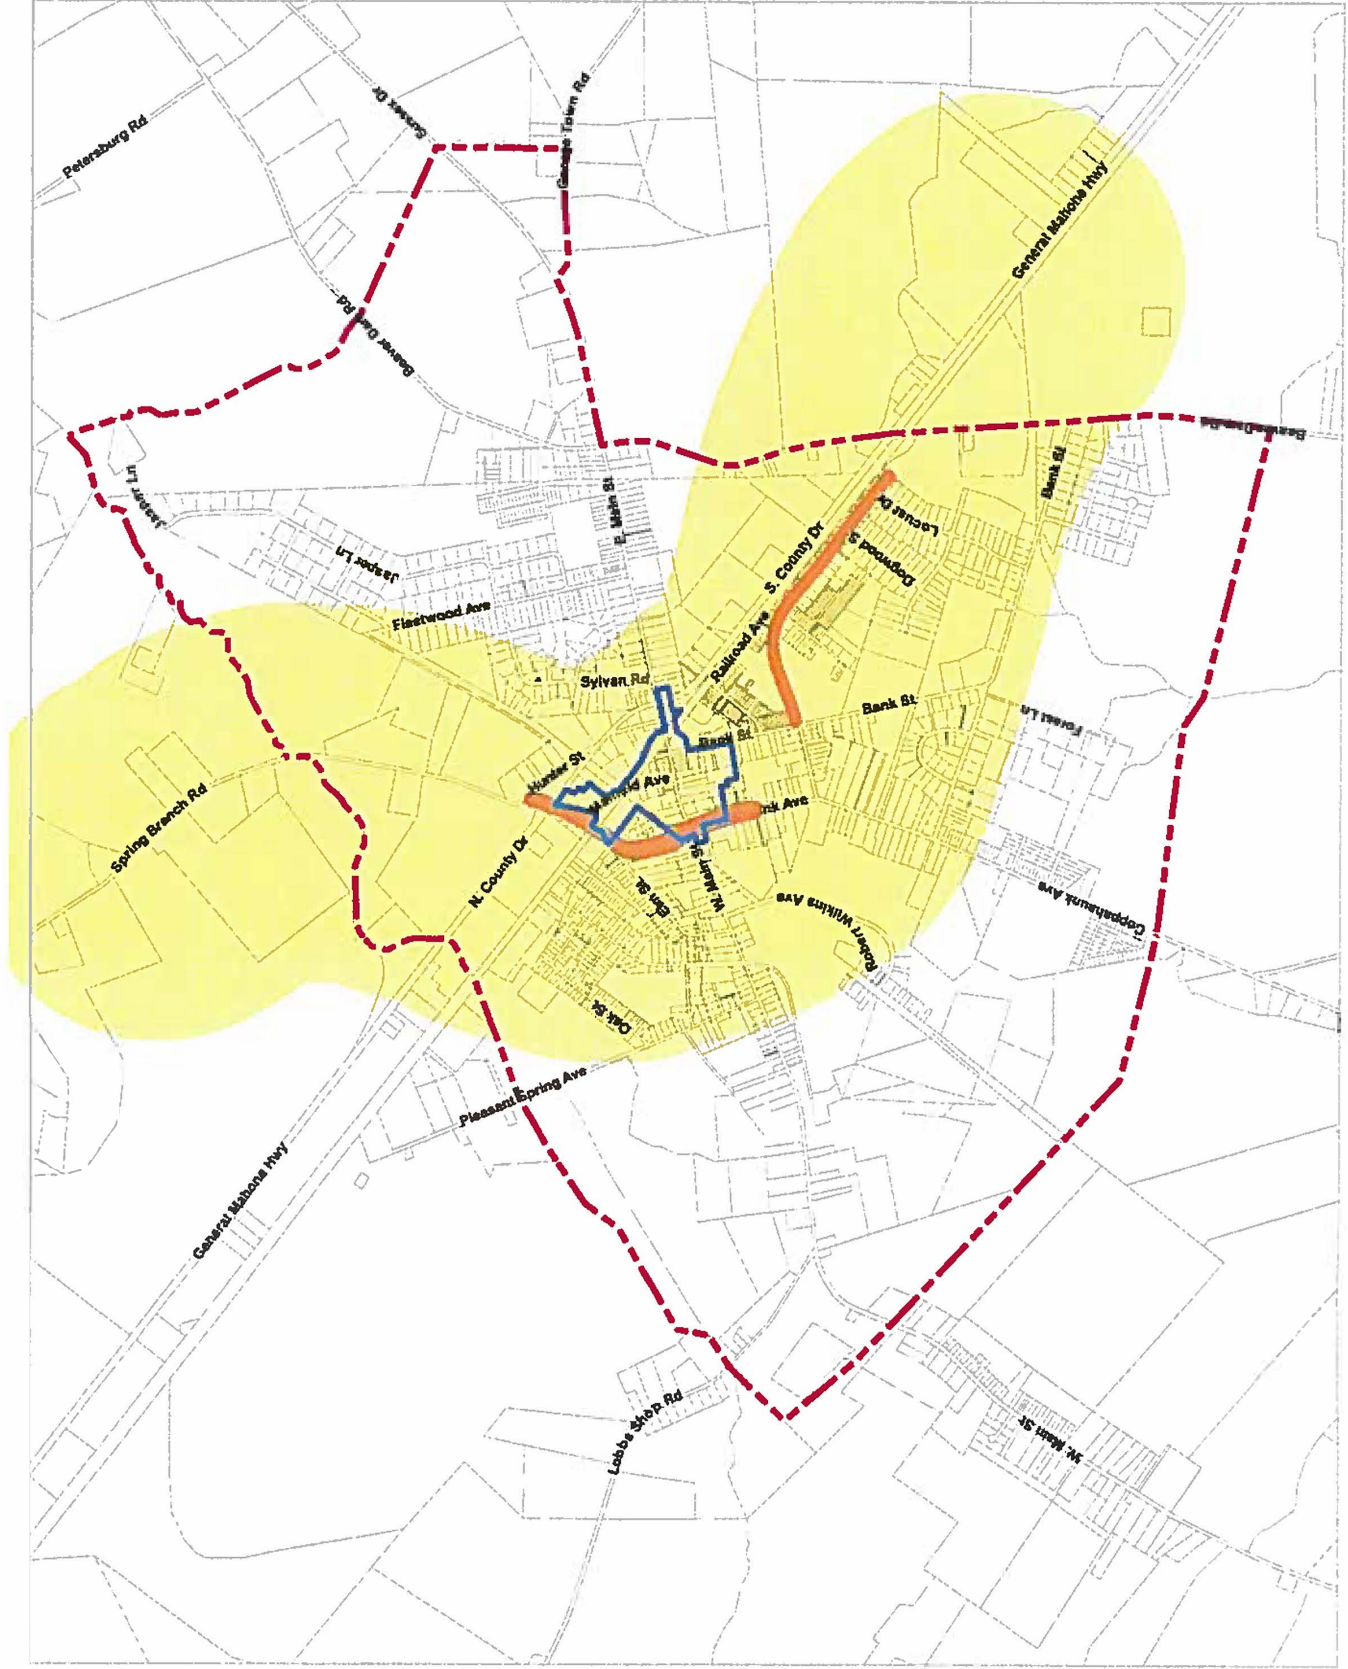 Petersburg Rd
Sussex Dr
George Town Rd
General Mahone Hwy
Beaver Dam Rd
Beaver Dam Rd
Jasper Ln
Jasper Ln
E. Main St
Bank St
Locust Dr
S. County Dr
Dogwood S
Fleetwood Ave
Railroad Ave
Sylvan Rd
Bank St
Forest Ln
Bank St
Hunter St
Spring Branch Rd
N. County Dr
W. Main St
Elm St.
Robert Wilkins Ave
Coppahaunk Ave
Oak St.
Pleasant Spring Ave
General Mahone Hwy
Lobbs Shop Rd
W. Main St